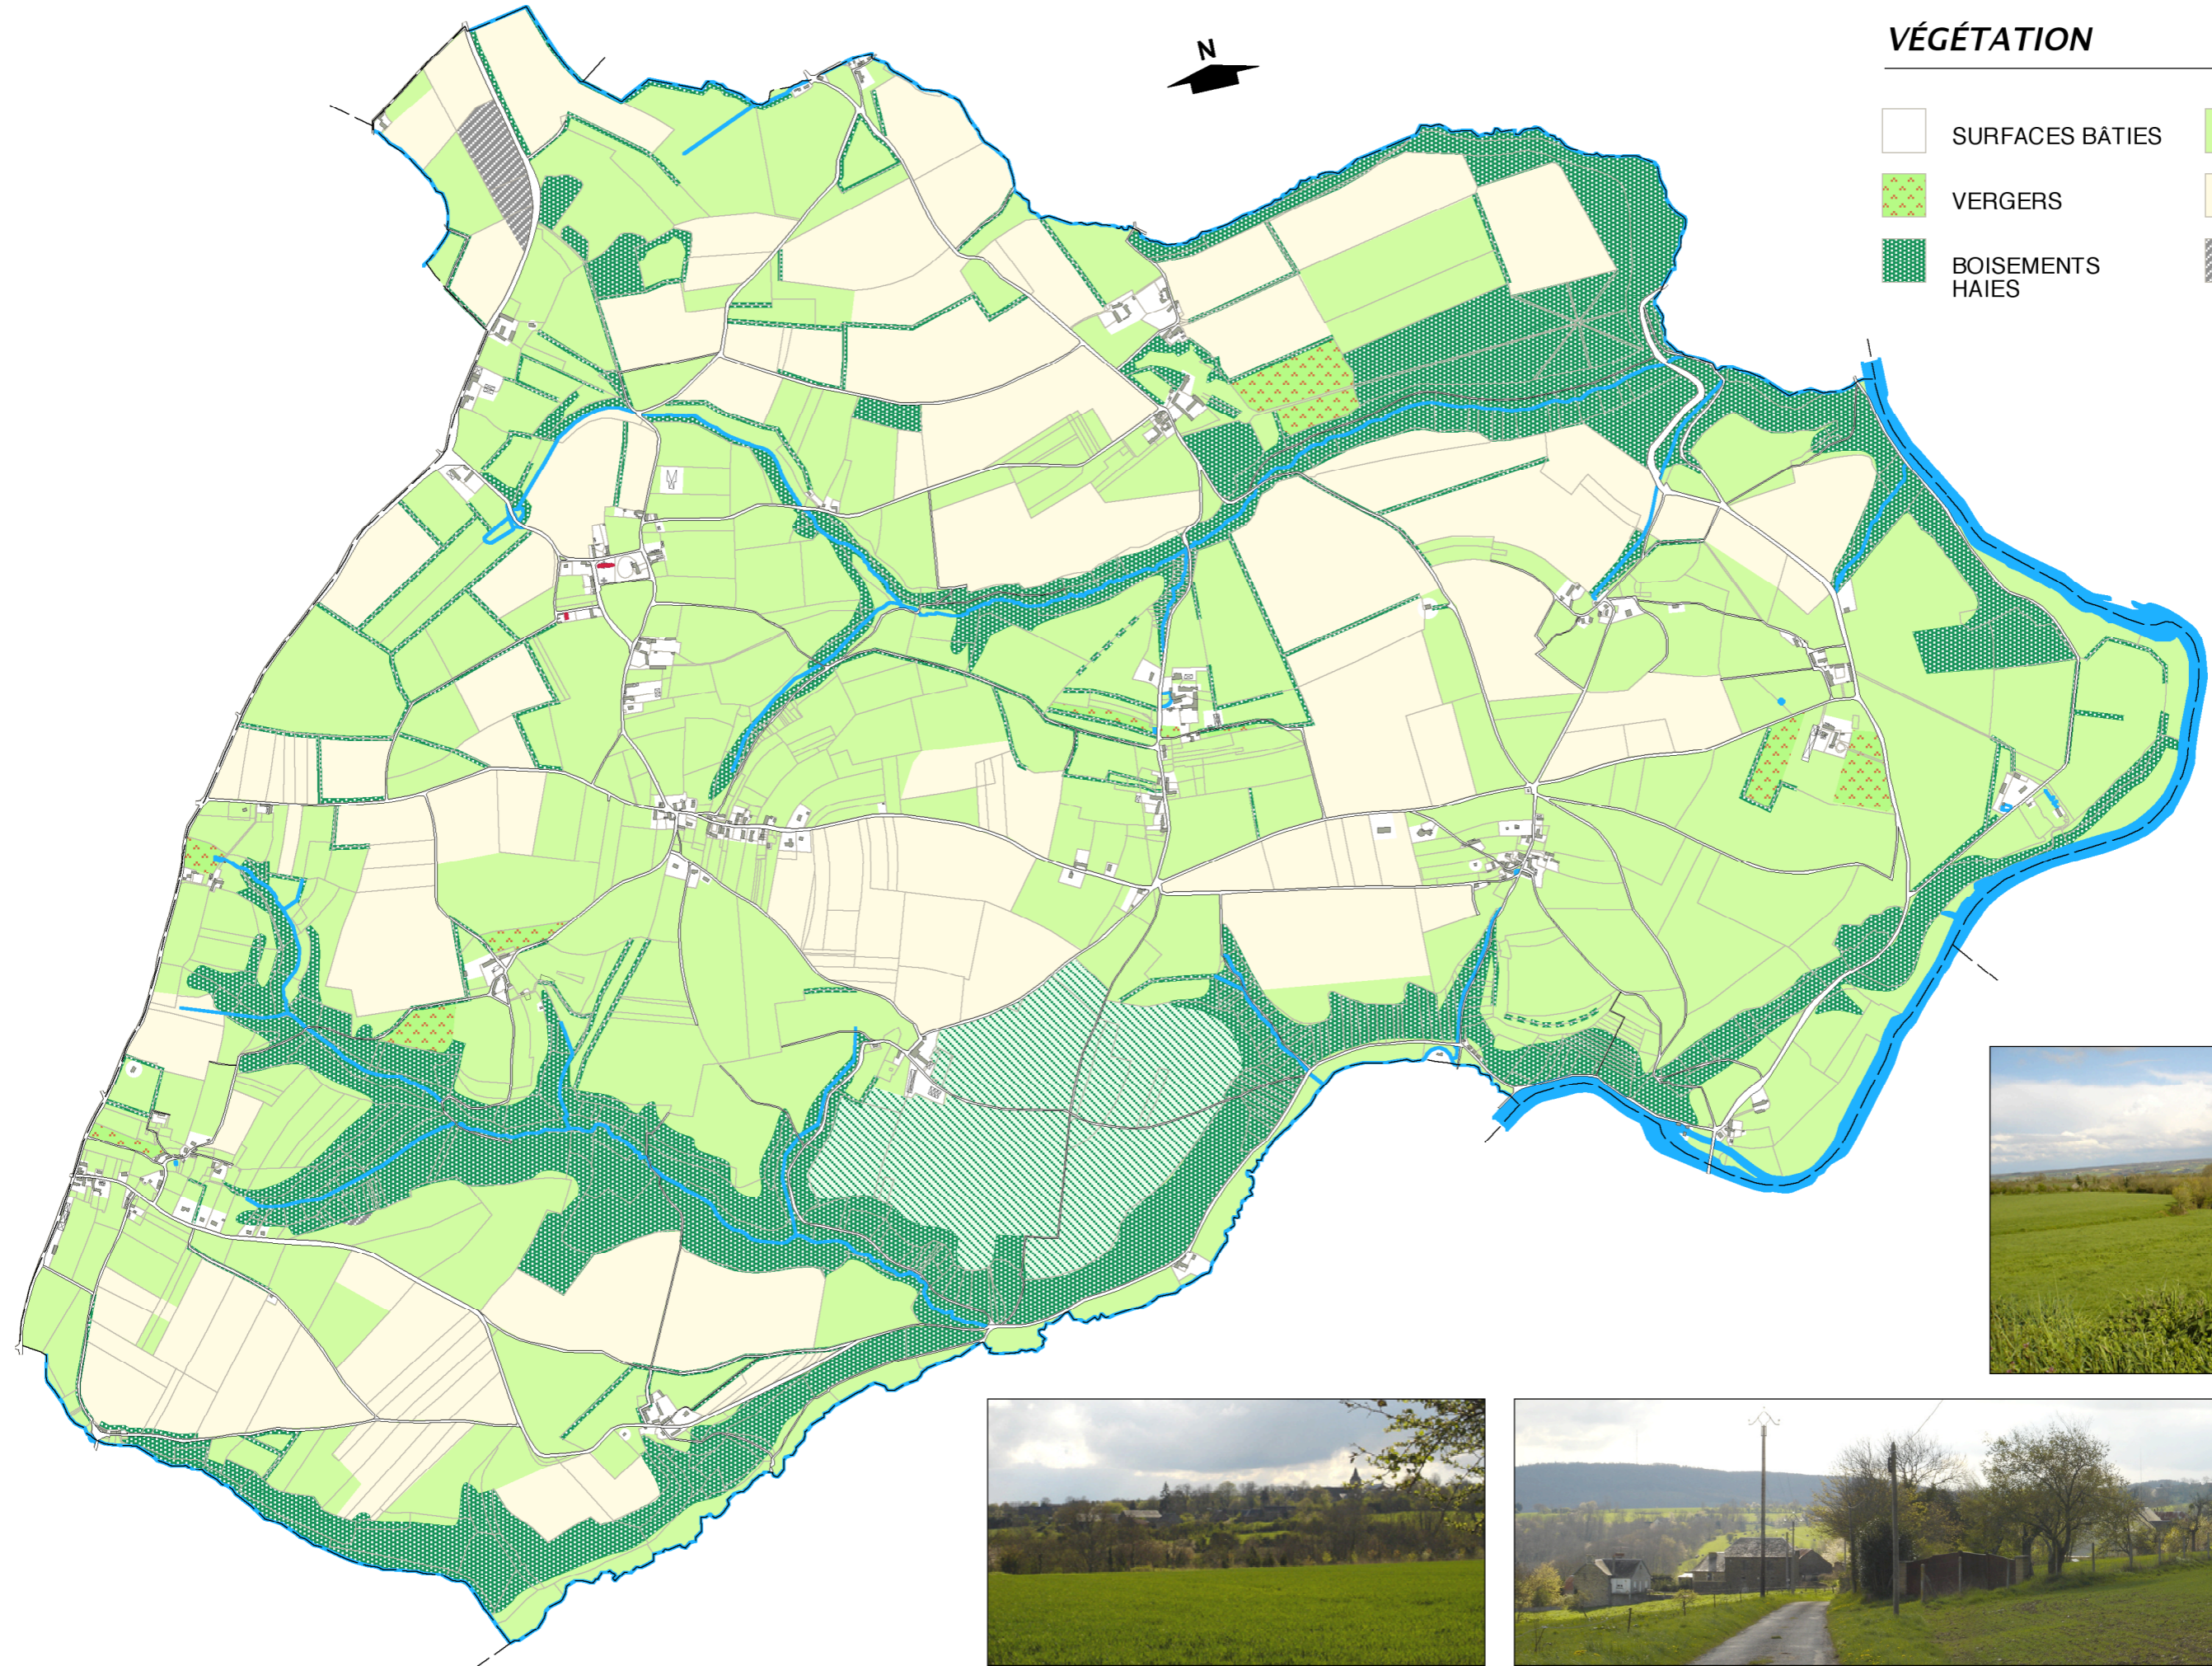 N
VÉGÉTATION
SURFACES BÂTIES
VERGERS
BOISEMENTS
HAIES